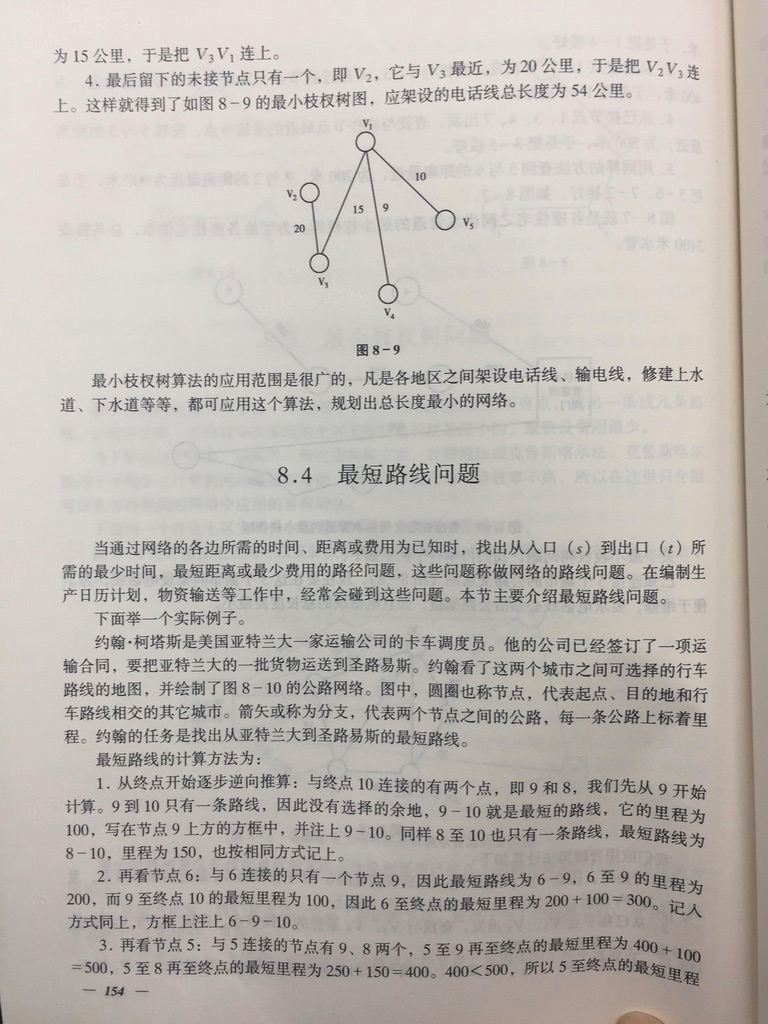 为 15 公里，于是把 V₃V₁ 连上。
4. 最后留下的未接节点只有一个，即 V₂，它与 V₃ 最近，为 20 公里，于是把 V₂V₃ 连
上。这样就得到了如图 8－9 的最小枝杈树图，应架设的电话线总长度为 54 公里。
V₁
10
V₂
15
9
V₅
20
V₃
V₄
图 8－9
最小枝杈树算法的应用范围是很广的，凡是各地区之间架设电话线、输电线，修建上水
道、下水道等等，都可应用这个算法，规划出总长度最小的网络。
8.4 最短路线问题
当通过网络的各边所需的时间、距离或费用为已知时，找出从入口（s）到出口（t）所
需的最少时间，最短距离或最少费用的路径问题，这些问题称做网络的路线问题。在编制生
产日历计划，物资输送等工作中，经常会碰到这些问题。本节主要介绍最短路线问题。
下面举一个实际例子。
约翰·柯塔斯是美国亚特兰大一家运输公司的卡车调度员。他的公司已经签订了一项运
输合同，要把亚特兰大的一批货物运送到圣路易斯。约翰看了这两个城市之间可选择的行车
路线的地图，并绘制了图 8－10 的公路网络。图中，圆圈也称节点，代表起点、目的地和行
车路线相交的其它城市。箭矢或称为分支，代表两个节点之间的公路，每一条公路上标着里
程。约翰的任务是找出从亚特兰大到圣路易斯的最短路线。
最短路线的计算方法为：
1. 从终点开始逐步逆向推算：与终点 10 连接的有两个点，即 9 和 8，我们先从 9 开始
计算。9 到 10 只有一条路线，因此没有选择的余地，9－10 就是最短的路线，它的里程为
100，写在节点 9 上方的方框中，并注上 9－10。同样 8 至 10 也只有一条路线，最短路线为
8－10，里程为 150，也按相同方式记上。
2. 再看节点 6：与 6 连接的只有一个节点 9，因此最短路线为 6－9，6 至 9 的里程为
200，而 9 至终点 10 的最短里程为 100，因此 6 至终点的最短里程为 200＋100＝300。记入
方式同上，方框上注上 6－9－10。
3. 再看节点 5：与 5 连接的节点有 9、8 两个，5 至 9 再至终点的最短里程为 400＋100
＝500，5 至 8 再至终点的最短里程为 250＋150＝400。400＜500，所以 5 至终点的最短里程
— 154 —